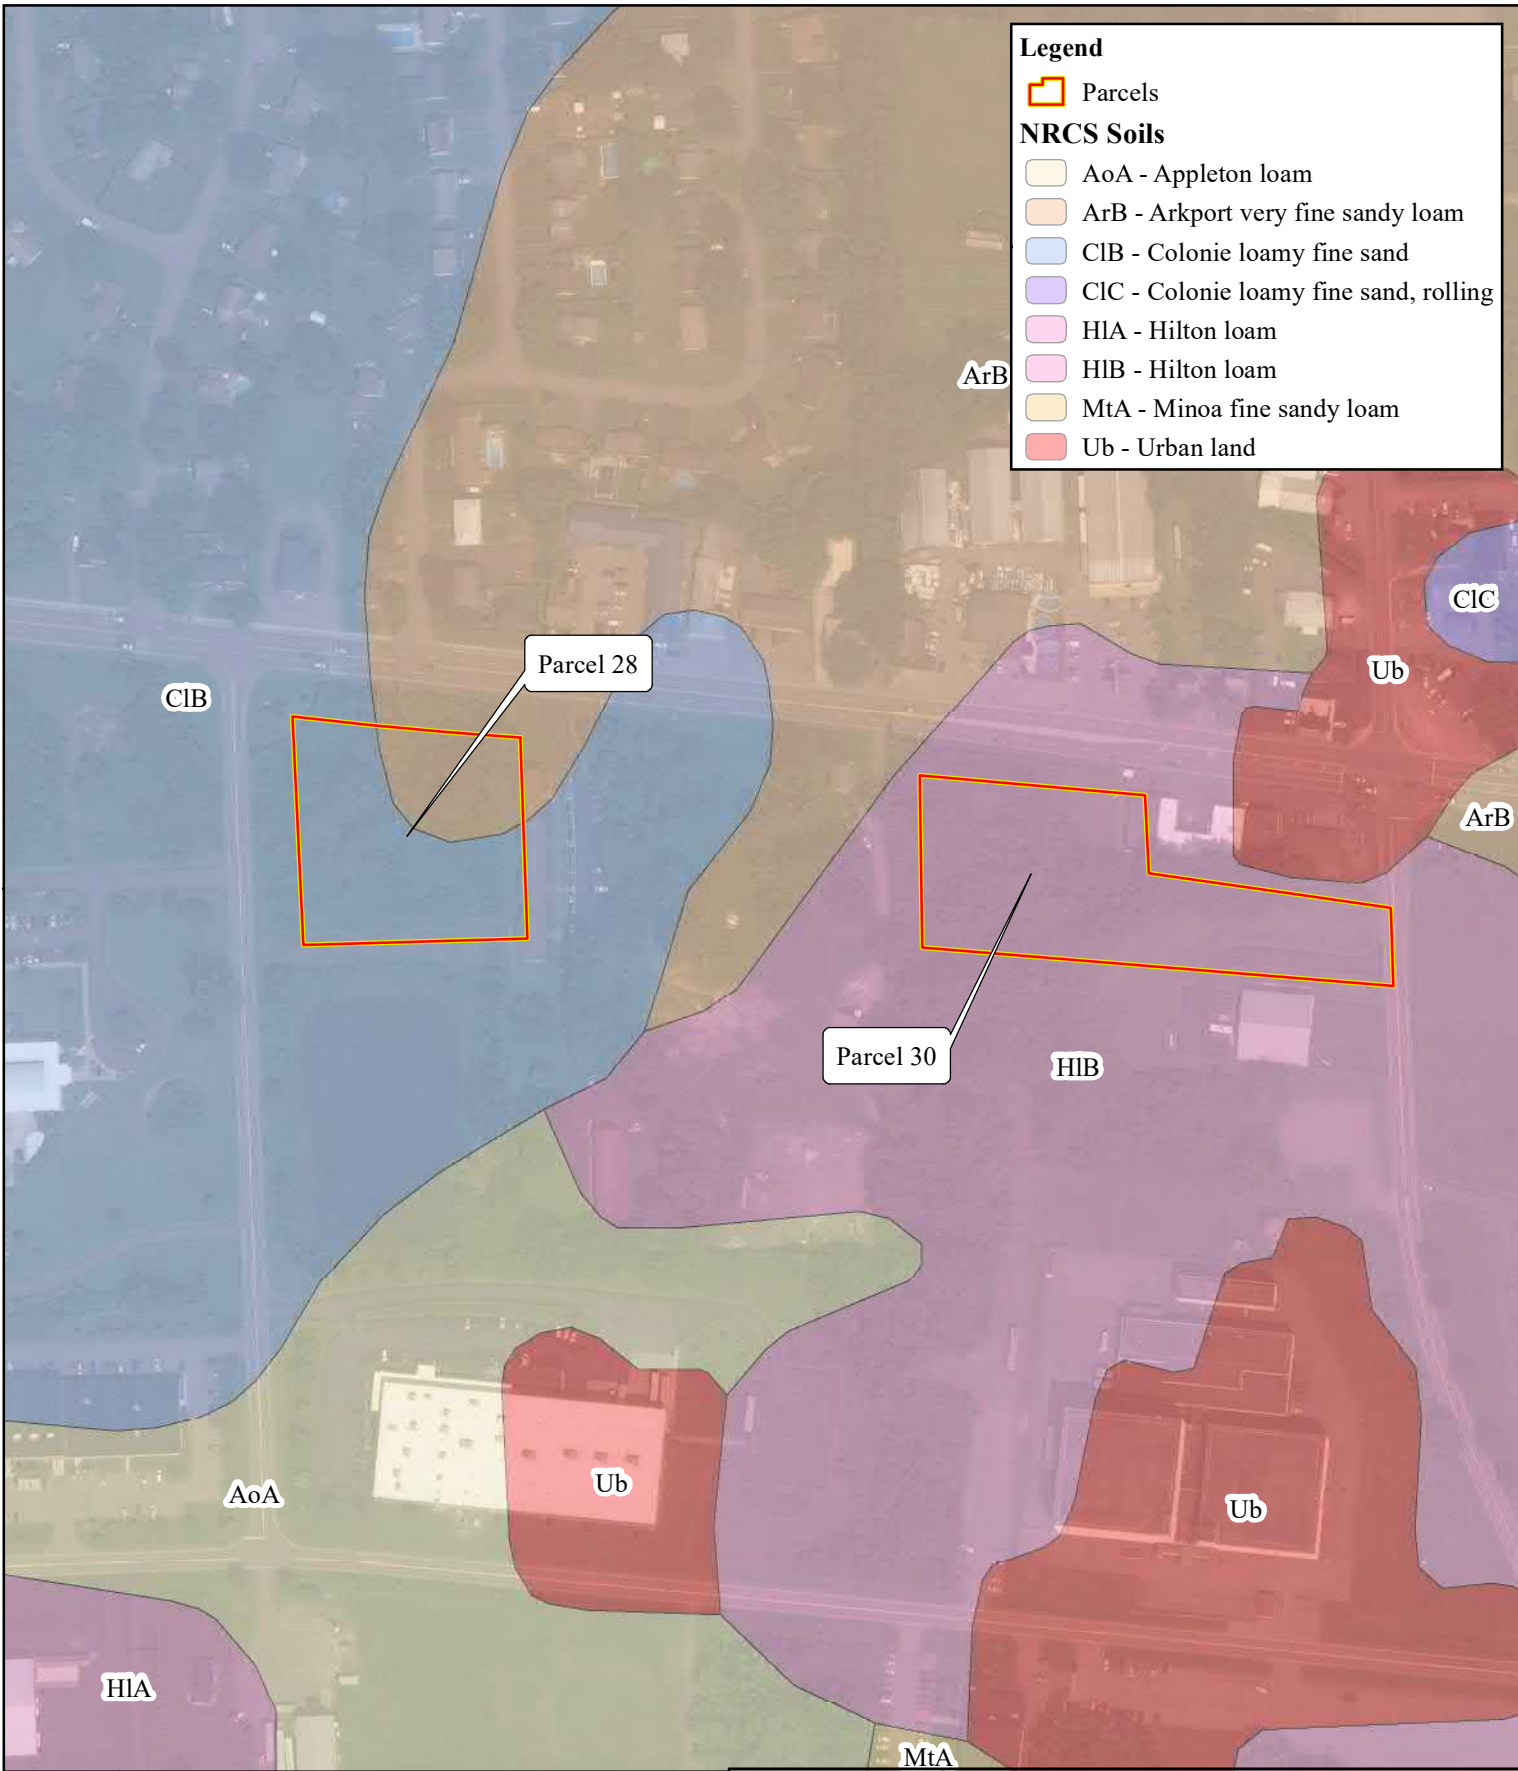 Legend
Parcels
NRCS Soils
AoA - Appleton loam
ArB - Arkport very fine sandy loam
ClB - Colonie loamy fine sand
ClC - Colonie loamy fine sand, rolling
HlA - Hilton loam
HlB - Hilton loam
MtA - Minoa fine sandy loam
Ub - Urban land
ArB
ClC
Parcel 28
Ub
ClB
ArB
Parcel 30
HlB
Ub
AoA
Ub
HlA
MtA